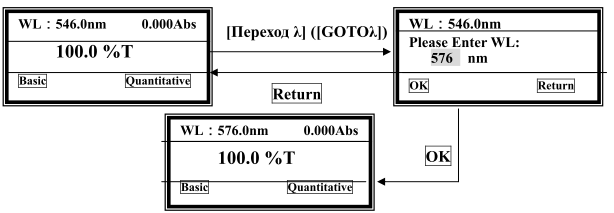 WL : 546.0nm 0.000Abs
100.0 %T
Basic Quantitative
[Переход λ] ([GOTOλ])
Return
WL : 546.0nm
Please Enter WL:
576 nm
OK Return
OK
WL : 576.0nm 0.000Abs
100.0 %T
Basic Quantitative